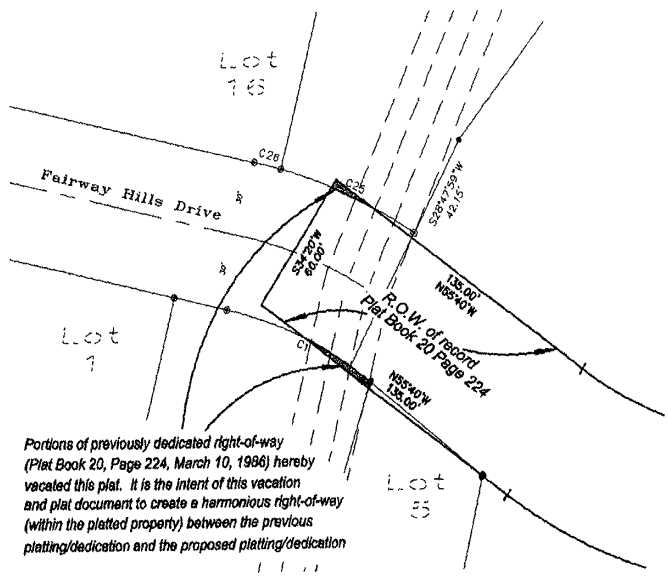 Lot
16
C26
C25
Fairway Hills Drive
S28°47'59"W
42.15'
S34°20'W
60.00'
135.00'
N55°40'W
R.O.W. of record
Plat Book 20 Page 224
Lot
1
C1
N55°40'W
135.00'
Portions of previously dedicated right-of-way
(Plat Book 20, Page 224, March 10, 1986) hereby
vacated this plat. It is the intent of this vacation
and plat document to create a harmonious right-of-way
(within the platted property) between the previous
platting/dedication and the proposed platting/dedication
Lot